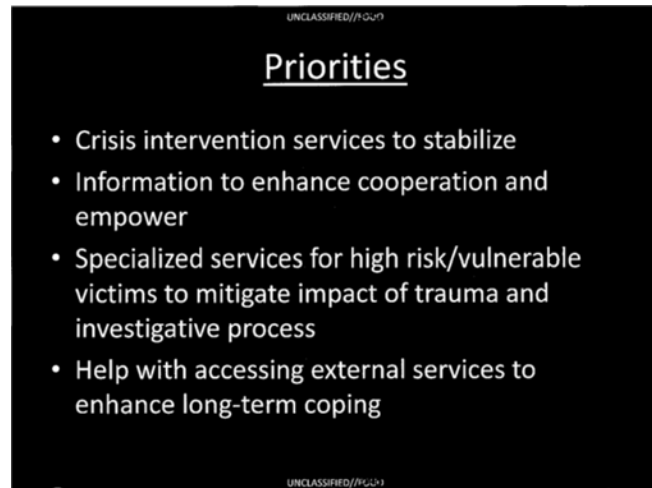 UNCLASSIFIED//FOUO
Priorities
• Crisis intervention services to stabilize
• Information to enhance cooperation and
empower
• Specialized services for high risk/vulnerable
victims to mitigate impact of trauma and
investigative process
• Help with accessing external services to
enhance long-term coping
UNCLASSIFIED//FOUO